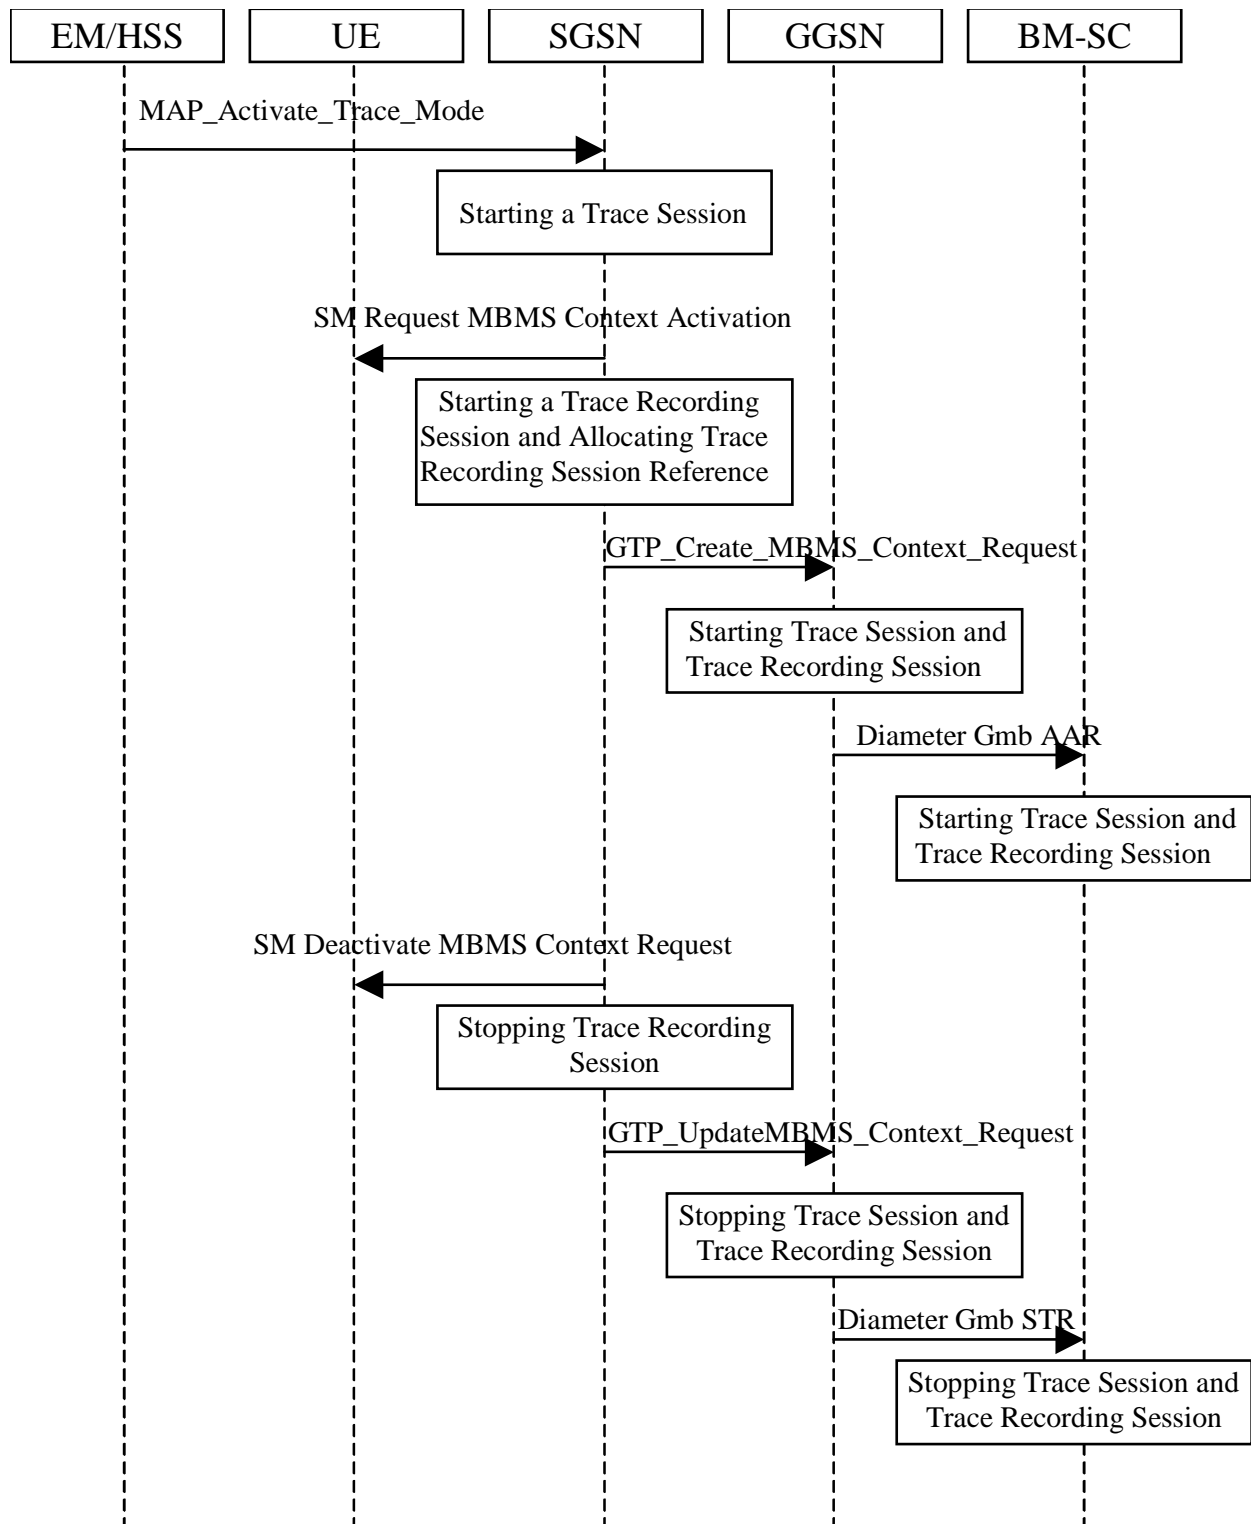 EM/HSS
UE
SGSN
GGSN
BM-SC
MAP_Activate_Trace_Mode
Starting a Trace Session
SM Request MBMS Context Activation
Starting a Trace Recording
Session and Allocating Trace
Recording Session Reference
GTP_Create_MBMS_Context_Request
Starting Trace Session and
Trace Recording Session
Diameter Gmb AAR
Starting Trace Session and
Trace Recording Session
SM Deactivate MBMS Context Request
Stopping Trace Recording
Session
GTP_UpdateMBMS_Context_Request
Stopping Trace Session and
Trace Recording Session
Diameter Gmb STR
Stopping Trace Session and
Trace Recording Session